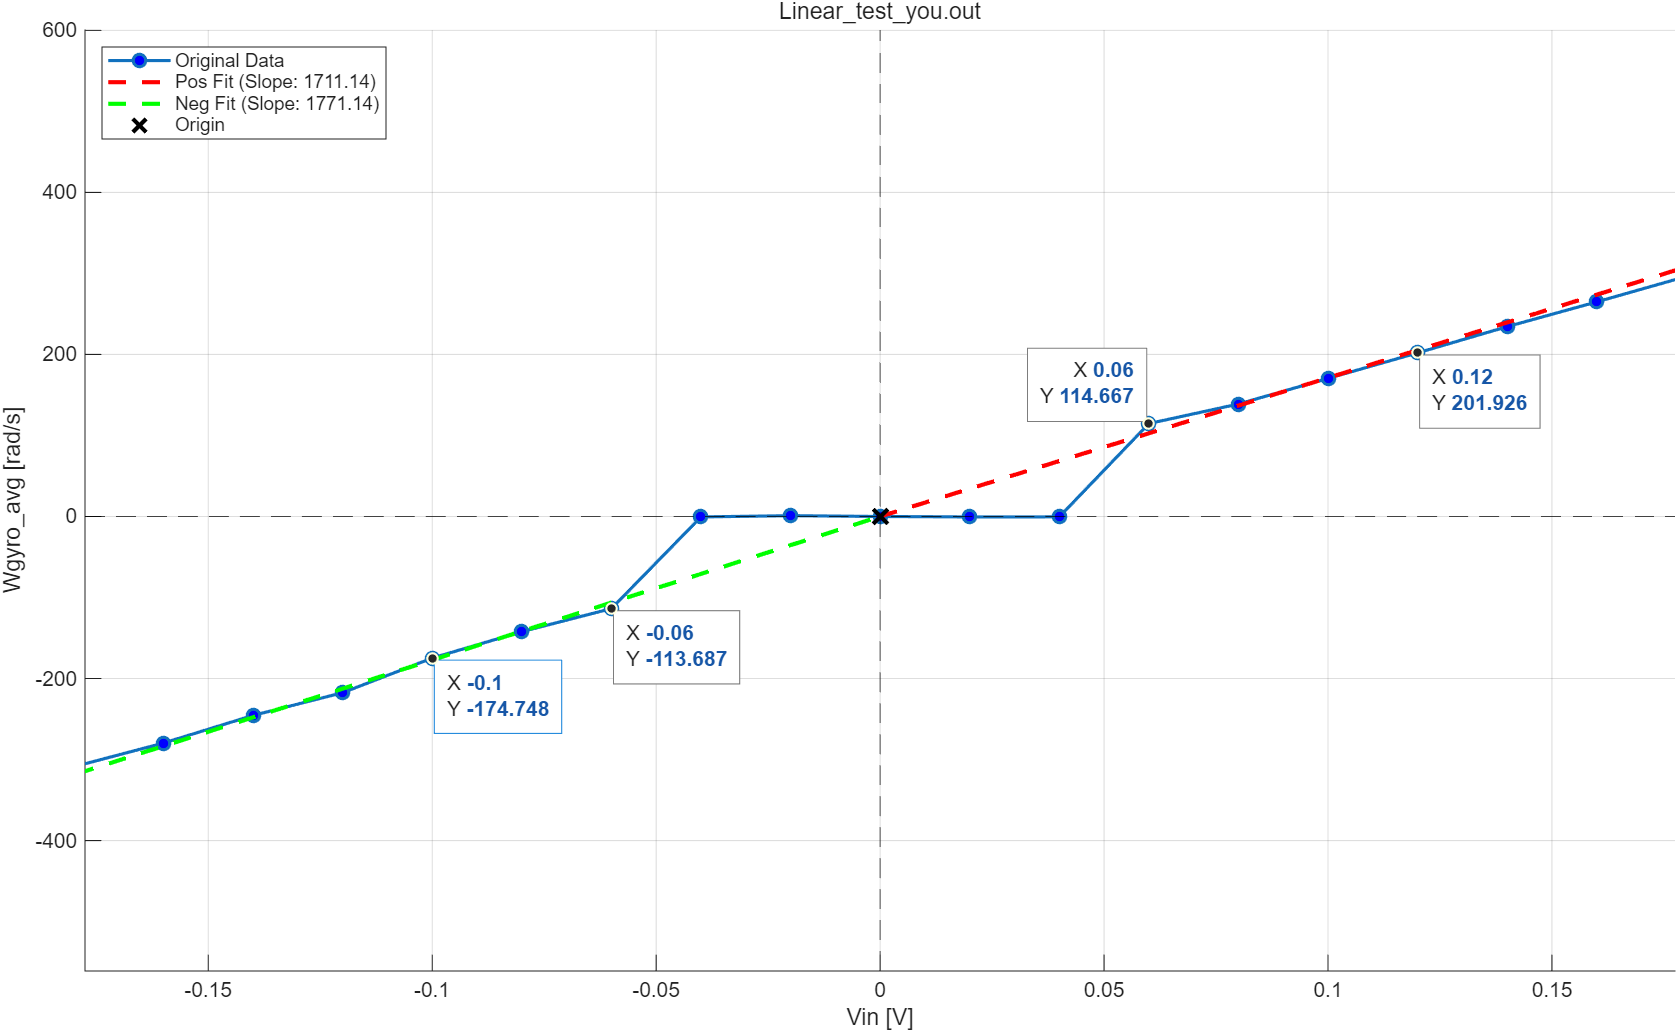 Linear_test_you.out
Original Data
Pos Fit (Slope: 1711.14)
Neg Fit (Slope: 1771.14)
Origin
600
400
200
0
-200
-400
Wgyro_avg [rad/s]
X 0.06
Y 114.667
X 0.12
Y 201.926
X -0.06
Y -113.687
X -0.1
Y -174.748
-0.15
-0.1
-0.05
0
0.05
0.1
0.15
Vin [V]